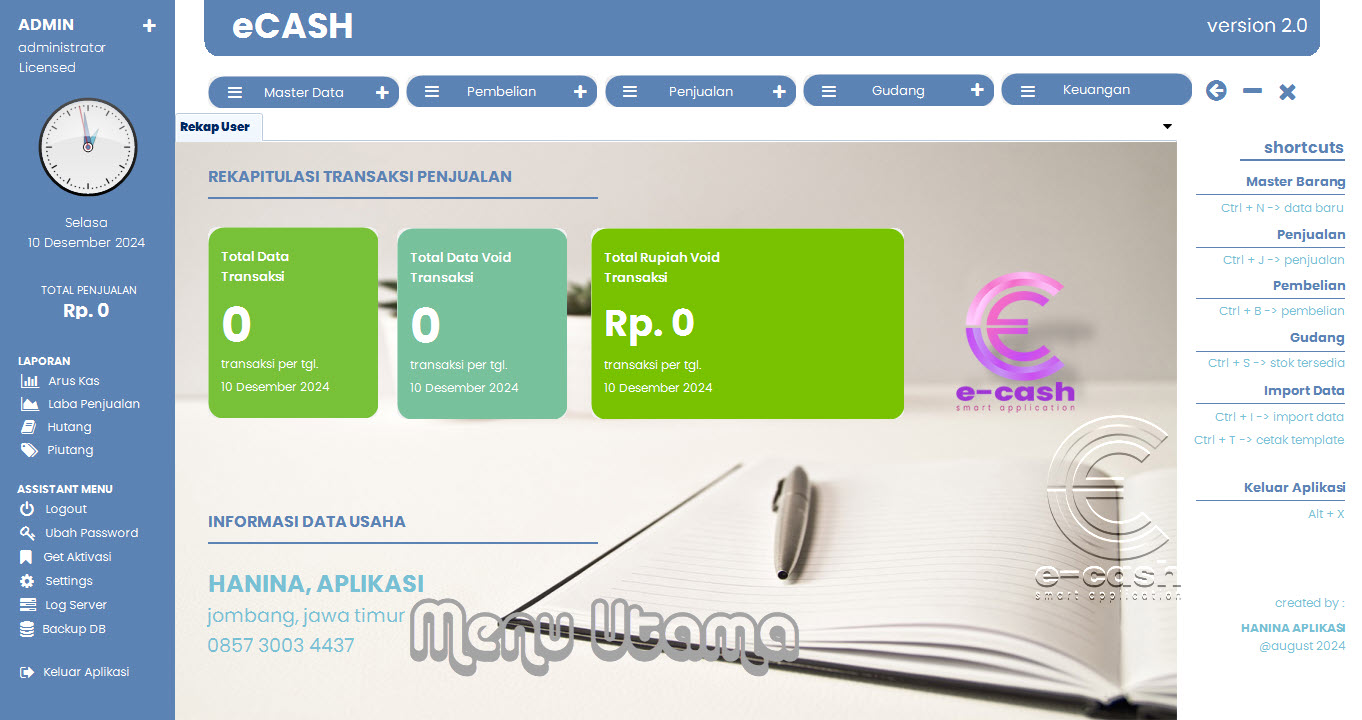 ADMIN
administrator
Licensed
Selasa
10 Desember 2024
TOTAL PENJUALAN
Rp. 0
LAPORAN
Arus Kas
Laba Penjualan
Hutang
Piutang
ASSISTANT MENU
Logout
Ubah Password
Get Aktivasi
Settings
Log Server
Backup DB
Keluar Aplikasi
eCASH
version 2.0
Master Data
Pembelian
Penjualan
Gudang
Keuangan
Rekap User
REKAPITULASI TRANSAKSI PENJUALAN
Total Data
Transaksi
0
transaksi per tgl.
10 Desember 2024
Total Data Void
Transaksi
0
transaksi per tgl.
10 Desember 2024
Total Rupiah Void
Transaksi
Rp. 0
transaksi per tgl.
10 Desember 2024
e-cash
smart application
e-cash
smart application
INFORMASI DATA USAHA
HANINA, APLIKASI
jombang, jawa timur
0857 3003 4437
Menu Utama
shortcuts
Master Barang
Ctrl + N -> data baru
Penjualan
Ctrl + J -> penjualan
Pembelian
Ctrl + B -> pembelian
Gudang
Ctrl + S -> stok tersedia
Import Data
Ctrl + I -> import data
Ctrl + T -> cetak template
Keluar Aplikasi
Alt + X
created by :
HANINA APLIKASI
@august 2024